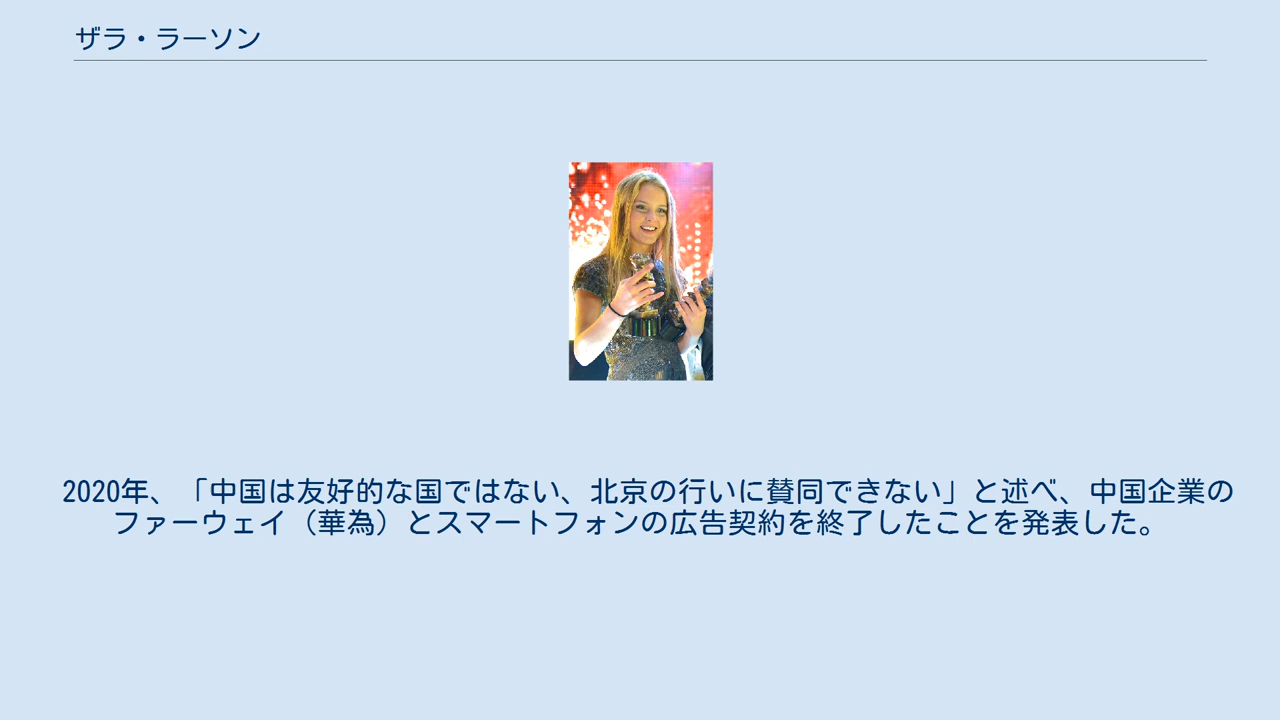 ザラ・ラーソン
2020年、「中国は友好的な国ではない、北京の行いに賛同できない」と述べ、中国企業の
ファーウェイ（華為）とスマートフォンの広告契約を終了したことを発表した。